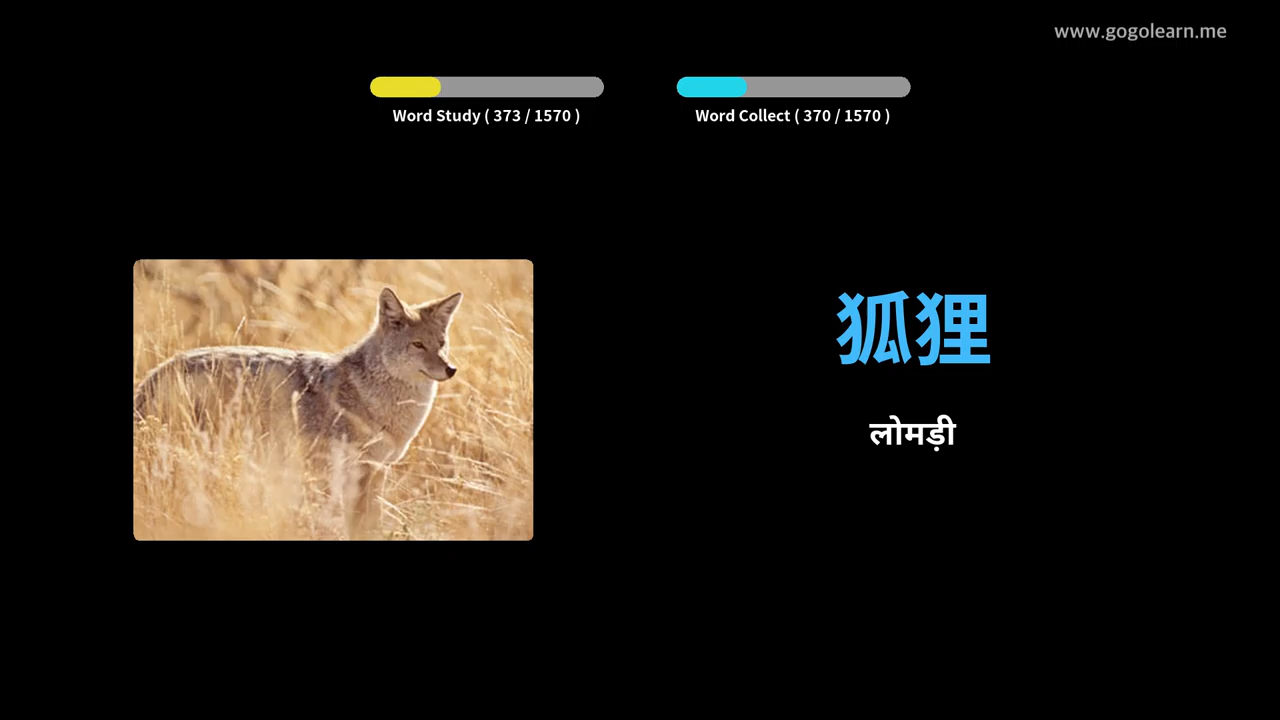 www.gogolearn.me
Word Study ( 373 / 1570 )
Word Collect ( 370 / 1570 )
狐狸
लोमड़ी